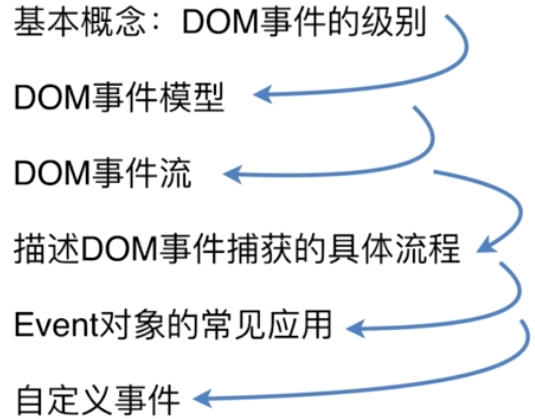 基本概念：DOM事件的级别
DOM事件模型
DOM事件流
描述DOM事件捕获的具体流程
Event对象的常见应用
自定义事件